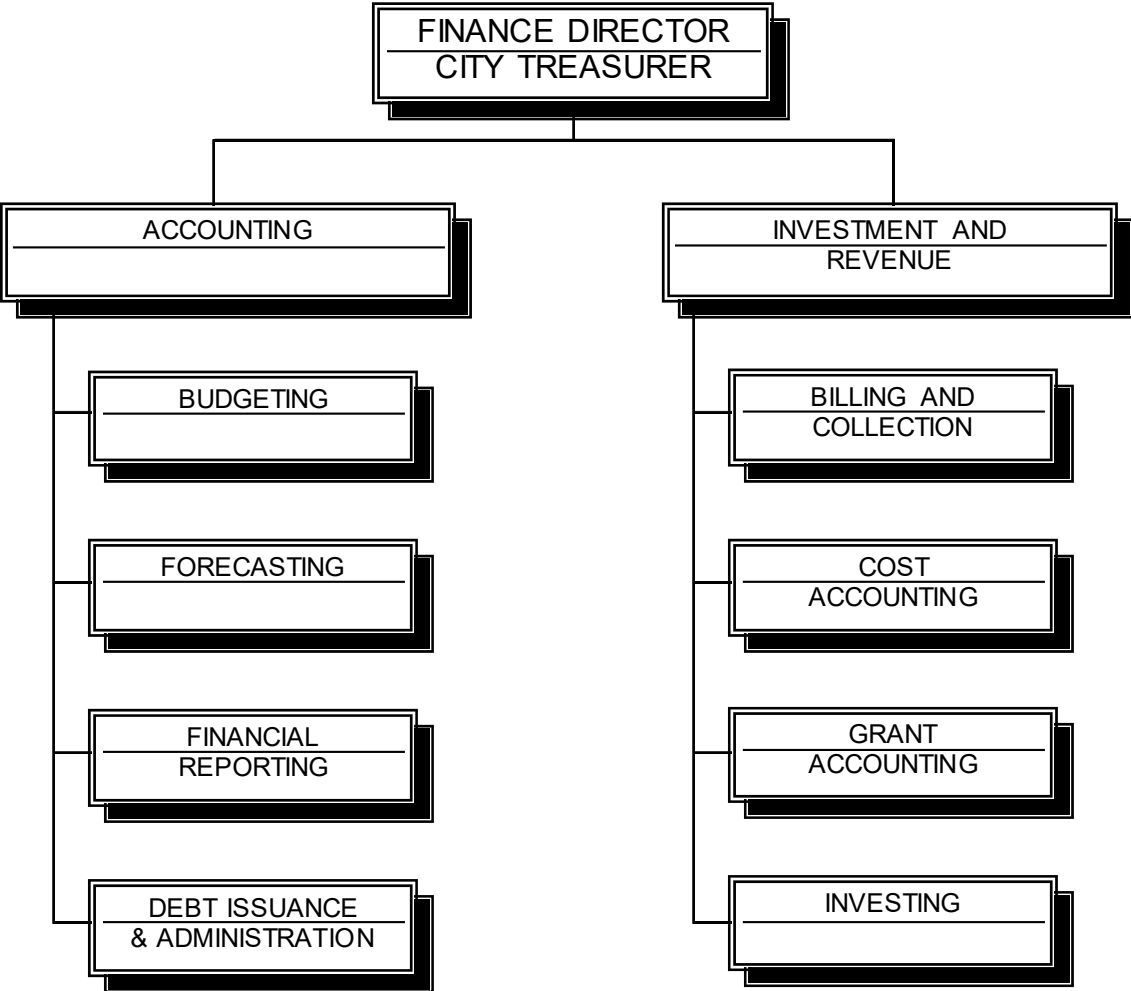 FINANCE DIRECTOR
CITY TREASURER
ACCOUNTING
INVESTMENT AND
REVENUE
BUDGETING
BILLING AND
COLLECTION
FORECASTING
COST
ACCOUNTING
FINANCIAL
REPORTING
GRANT
ACCOUNTING
DEBT ISSUANCE
& ADMINISTRATION
INVESTING